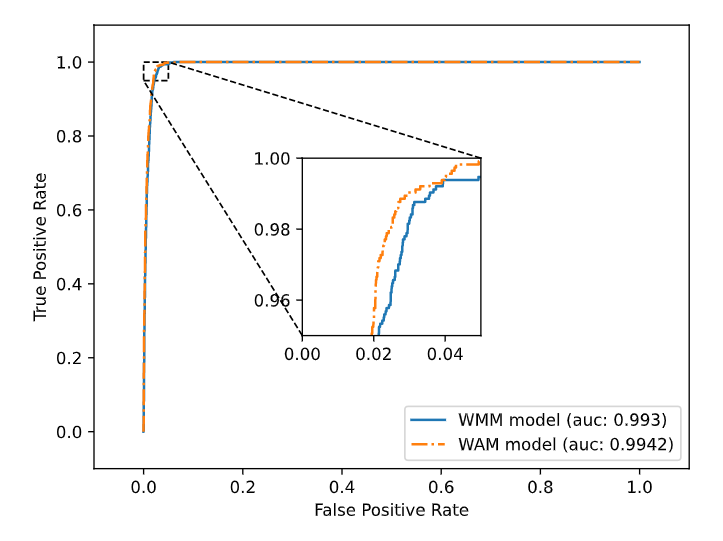 1.0
0.8
0.6
0.4
0.2
0.0
True Positive Rate
1.00
0.98
0.96
0.00 0.02 0.04
WMM model (auc: 0.993)
WAM model (auc: 0.9942)
0.0 0.2 0.4 0.6 0.8 1.0
False Positive Rate